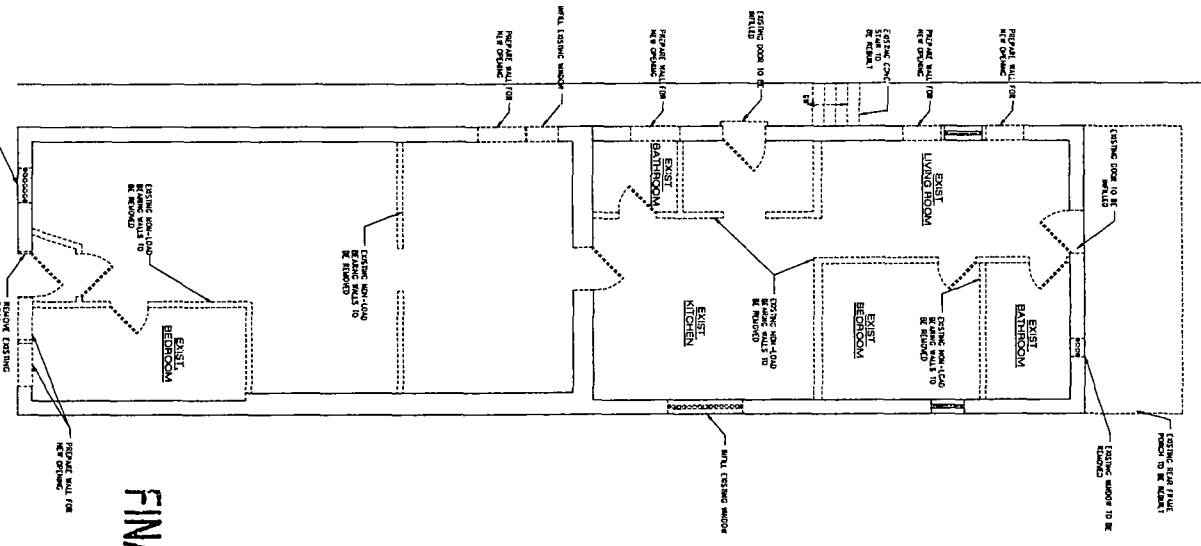 INFILL EXISTING WINDOW
PREPARE WALL FOR
NEW OPENING
PREPARE WALL FOR
NEW OPENING
EXISTING DOOR TO BE
INFILLED
EXISTING CONC
STAIR TO
BE REBUILT
PREPARE WALL FOR
NEW OPENING
PREPARE WALL FOR
NEW OPENING
EXISTING DOOR TO BE
INFILLED
EXIST
BATHROOM
EXIST
LIVING ROOM
EXISTING NON-LOAD
BEARING WALLS TO
BE REMOVED
EXISTING NON-LOAD
BEARING WALLS TO
BE REMOVED
EXISTING NON-LOAD
BEARING WALLS TO
BE REMOVED
EXISTING NON-LOAD
BEARING WALLS TO
BE REMOVED
EXIST.
BEDROOM
EXIST
KITCHEN
EXIST
BEDROOM
EXIST
BATHROOM
REMOVE EXISTING
PREPARE WALL FOR
NEW OPENING
INFILL EXISTING WINDOW
EXISTING WINDOW TO BE
REMOVED
EXISTING REAR FRAME
PORCH TO BE REBUILT